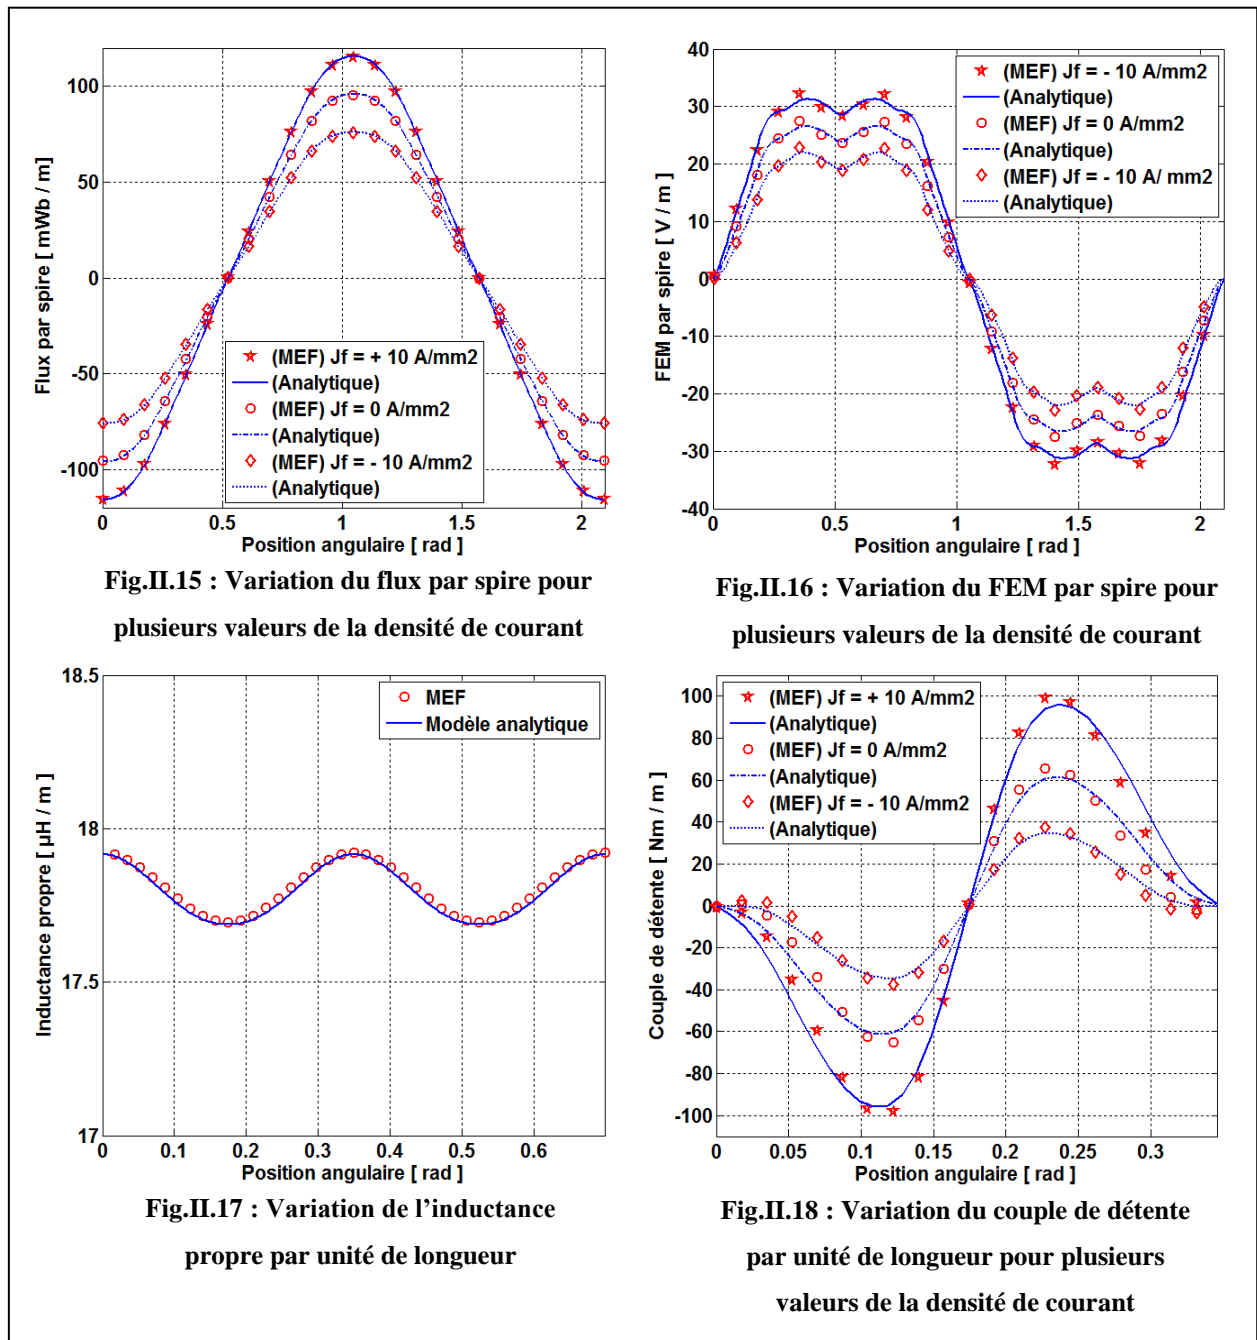 100
50
0
-50
-100
Flux par spire [ mWb / m ]
(MEF) Jf = + 10 A/mm2
(Analytique)
(MEF) Jf = 0 A/mm2
(Analytique)
(MEF) Jf = - 10 A/mm2
(Analytique)
0 0.5 1 1.5 2
Position angulaire [ rad ]
Fig.II.15 : Variation du flux par spire pour
plusieurs valeurs de la densité de courant
40
30
20
10
0
-10
-20
-30
-40
FEM par spire [ V / m ]
(MEF) Jf = - 10 A/mm2
(Analytique)
(MEF) Jf = 0 A/mm2
(Analytique)
(MEF) Jf = - 10 A/ mm2
(Analytique)
0 0.5 1 1.5 2
Position angulaire [ rad ]
Fig.II.16 : Variation du FEM par spire pour
plusieurs valeurs de la densité de courant
18.5
18
17.5
17
Inductance propre [ µH / m ]
MEF
Modèle analytique
0 0.1 0.2 0.3 0.4 0.5 0.6
Position angulaire [ rad ]
Fig.II.17 : Variation de l’inductance
propre par unité de longueur
100
80
60
40
20
0
-20
-40
-60
-80
-100
Couple de détente [ Nm / m ]
(MEF) Jf = + 10 A/mm2
(Analytique)
(MEF) Jf = 0 A/mm2
(Analytique)
(MEF) Jf = - 10 A/mm2
(Analytique)
0 0.05 0.1 0.15 0.2 0.25 0.3
Position angulaire [ rad ]
Fig.II.18 : Variation du couple de détente
par unité de longueur pour plusieurs
valeurs de la densité de courant